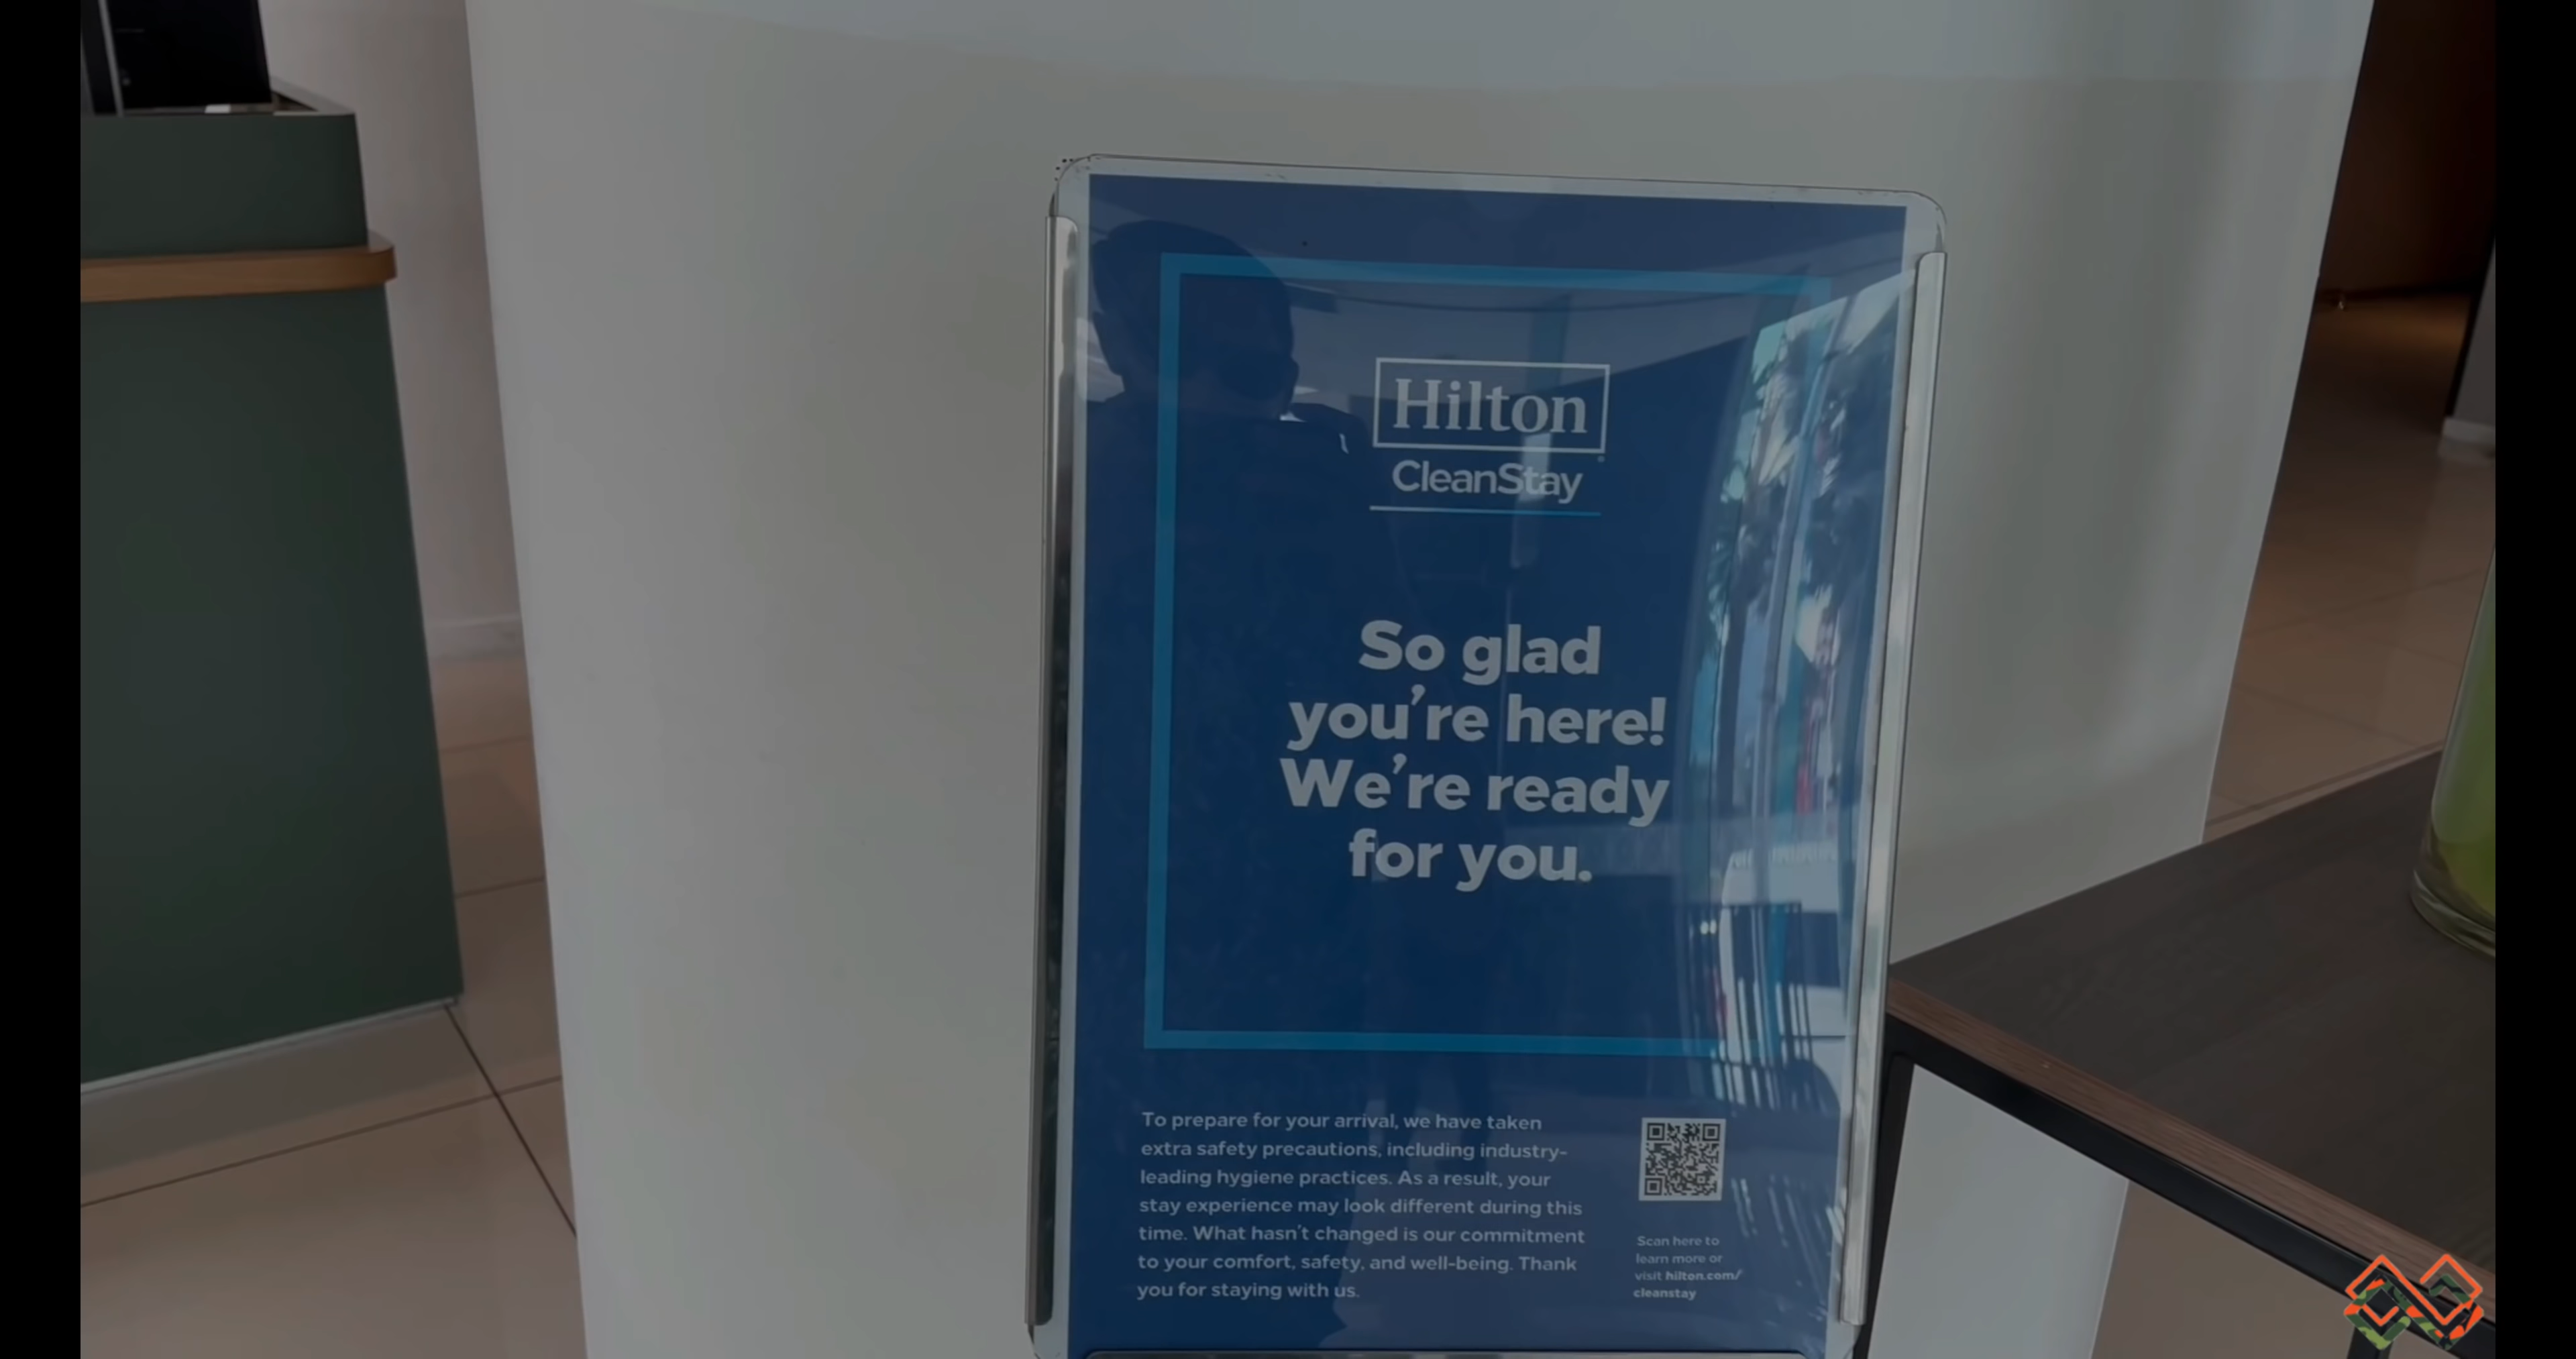 Hilton
CleanStay
So glad
you're here!
We're ready
for you.
To prepare for your arrival, we have taken
extra safety precautions, including industry-
leading hygiene practices. As a result, your
stay experience may look different during this
time. What hasn't changed is our commitment
to your comfort, safety, and well-being. Thank
you for staying with us.
Scan here to
learn more or
visit hilton.com/
cleanstay